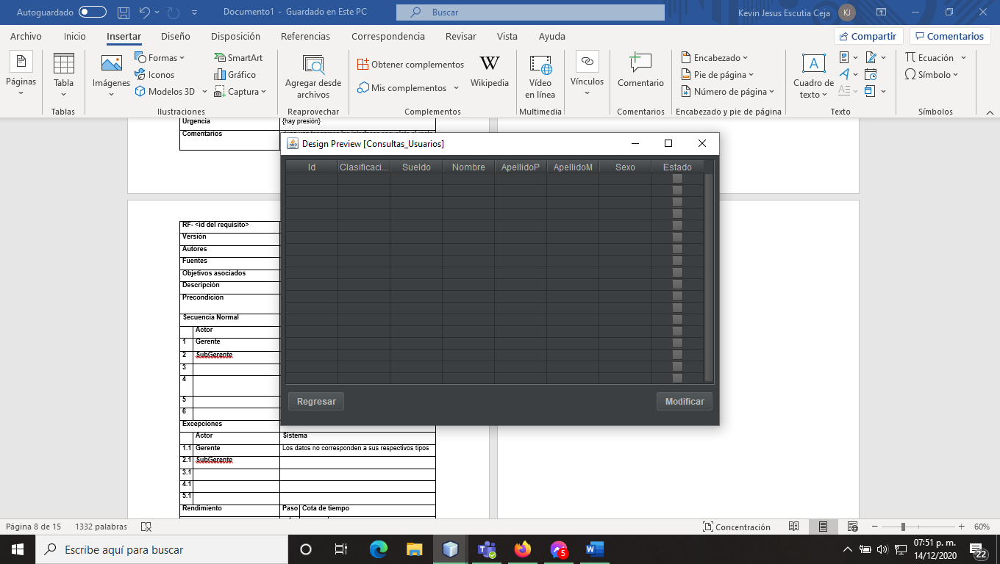 Autoguardado Documento1 - Guardado en Este PC Buscar Kevin Jesus Escutia Ceja KJ
Archivo Inicio Insertar Diseño Disposición Referencias Correspondencia Revisar Vista Ayuda Compartir Comentarios
Páginas
Tabla
Tablas
Imágenes
Formas
Iconos
Modelos 3D
SmartArt
Gráfico
Captura
Ilustraciones
Agregar desde
archivos
Reaprovechar
Obtener complementos
Mis complementos
W
Wikipedia
Complementos
Vídeo
en línea
Multimedia
Vínculos
Comentario
Comentarios
Encabezado
Pie de página
Número de página
Encabezado y pie de página
Cuadro de
texto
Texto
Ecuación
Símbolo
Símbolos
Urgencia {hay presión}
Comentarios
Design Preview [Consultas_Usuarios]
Id Clasificaci... Sueldo Nombre ApellidoP ApellidoM Sexo Estado
Regresar Modificar
RF- <id del requisito>
Versión
Autores
Fuentes
Objetivos asociados
Descripción
Precondición
Secuencia Normal
Actor
1 Gerente
2 SubGerente
3
4
5
6
Excepciones
Actor Sistema
1.1 Gerente Los datos no corresponden a sus respectivos tipos
2.1 SubGerente
3.1
4.1
5.1
Rendimiento Paso Cota de tiempo
Página 8 de 15 1332 palabras Concentración 60%
Escribe aquí para buscar 5 07:51 p. m.
14/12/2020 22